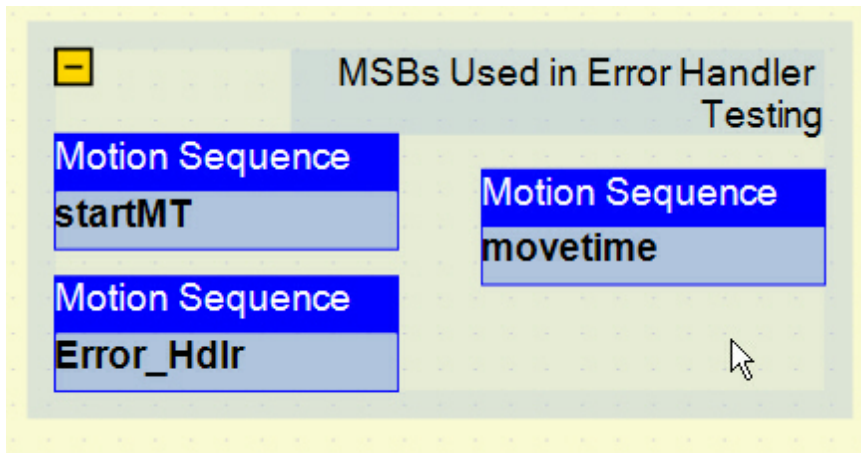 MSBs Used in Error Handler
Testing
Motion Sequence
startMT
Motion Sequence
movetime
Motion Sequence
Error_Hdlr